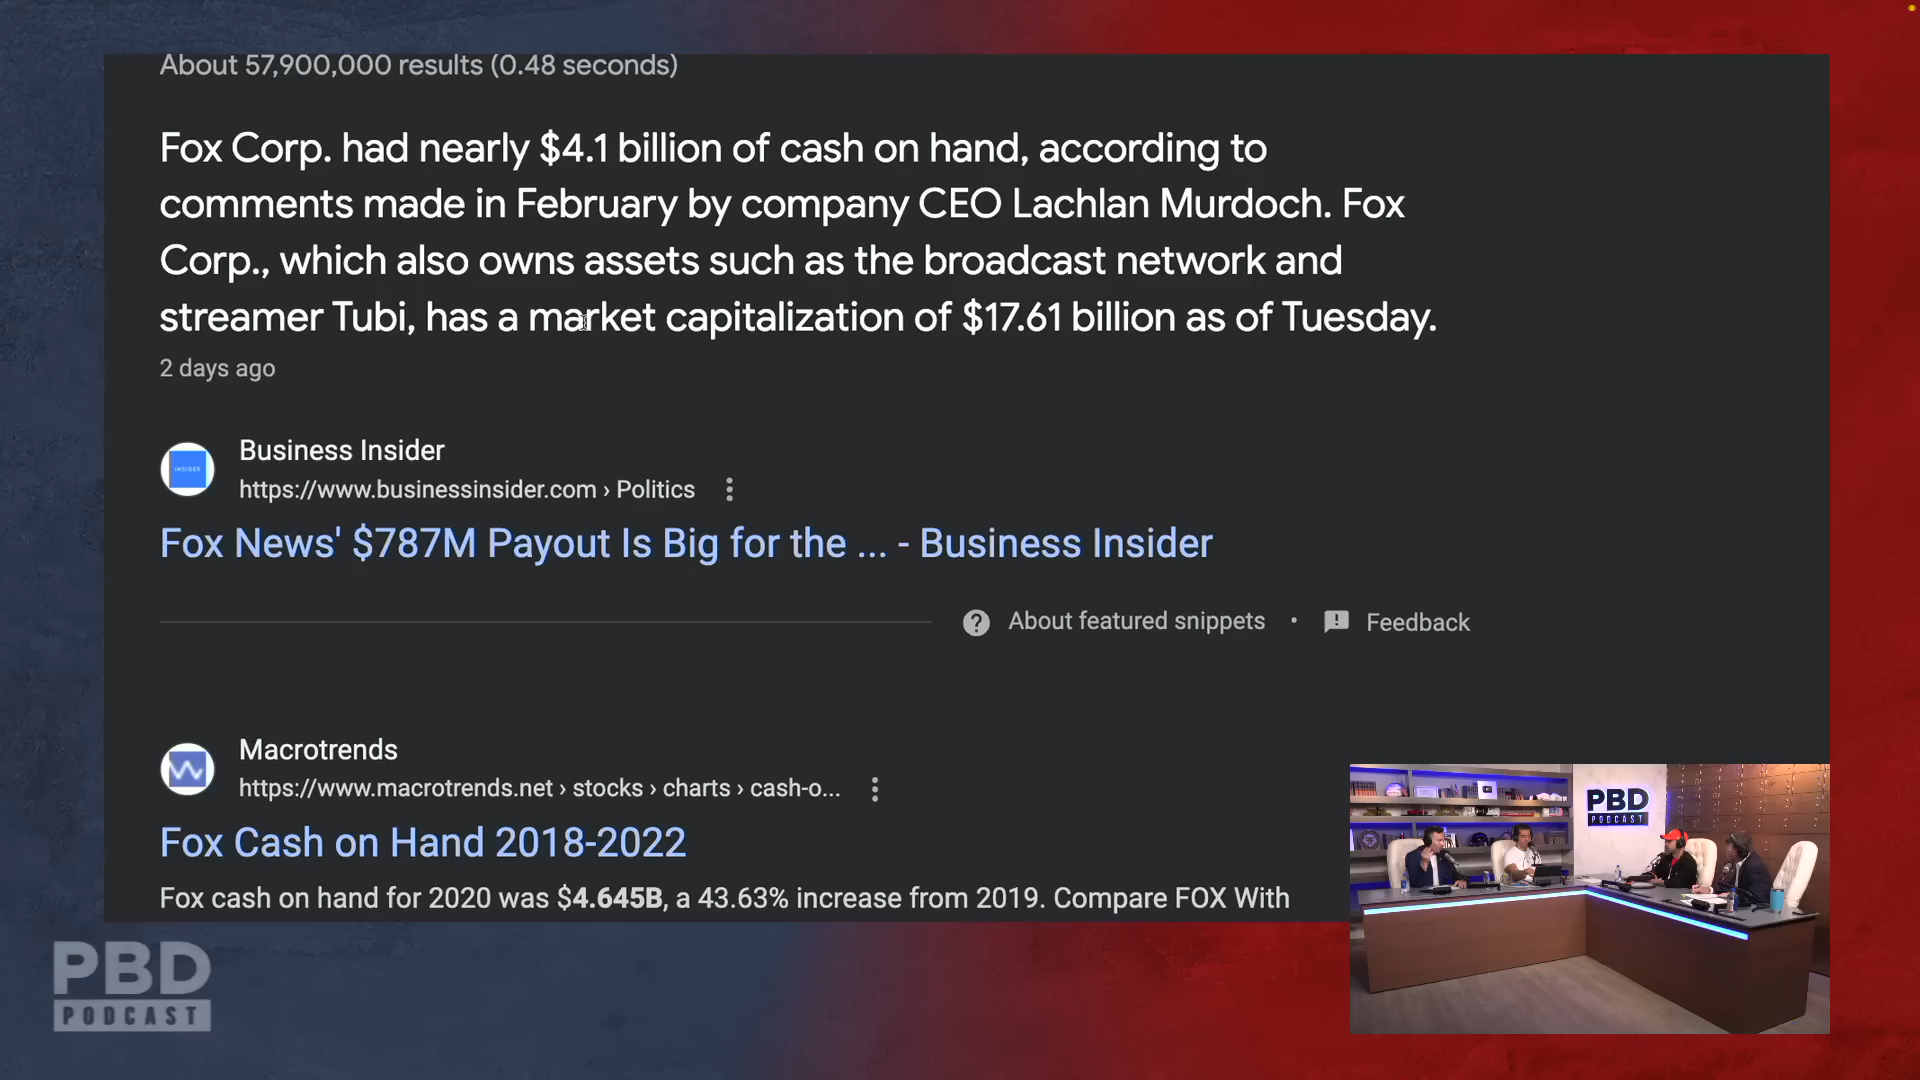 About 57,900,000 results (0.48 seconds)
Fox Corp. had nearly $4.1 billion of cash on hand, according to
comments made in February by company CEO Lachlan Murdoch. Fox
Corp., which also owns assets such as the broadcast network and
streamer Tubi, has a market capitalization of $17.61 billion as of Tuesday.
2 days ago
INSIDER
Business Insider
https://www.businessinsider.com › Politics
Fox News' $787M Payout Is Big for the ... - Business Insider
About featured snippets • Feedback
Macrotrends
https://www.macrotrends.net › stocks › charts › cash-o...
Fox Cash on Hand 2018-2022
Fox cash on hand for 2020 was $4.645B, a 43.63% increase from 2019. Compare FOX With
PBD
PODCAST
PBD
PODCAST